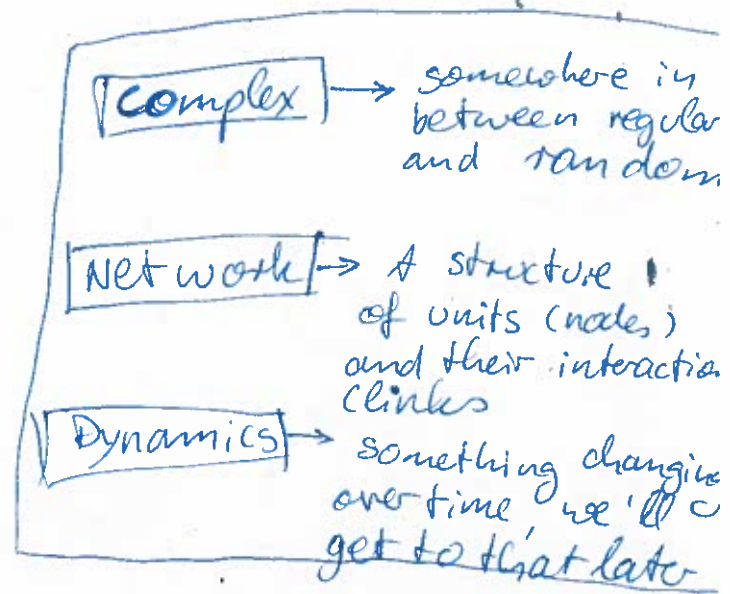 Complex → somewhere in
between regular
and random
Network → A structure
of units (nodes)
and their interaction
(links
Dynamics → something changing
over time, we'll
get to that later